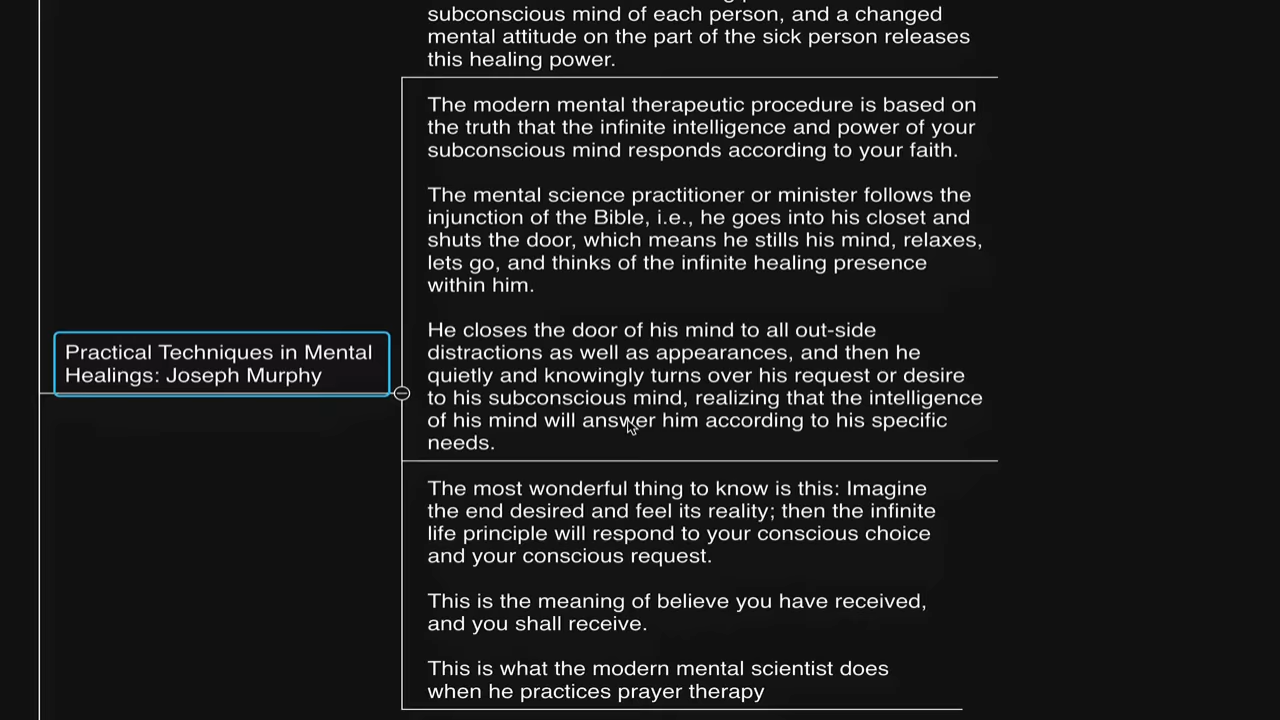 subconscious mind of each person, and a changed
mental attitude on the part of the sick person releases
this healing power.
The modern mental therapeutic procedure is based on
the truth that the infinite intelligence and power of your
subconscious mind responds according to your faith.
The mental science practitioner or minister follows the
injunction of the Bible, i.e., he goes into his closet and
shuts the door, which means he stills his mind, relaxes,
lets go, and thinks of the infinite healing presence
within him.
He closes the door of his mind to all out-side
distractions as well as appearances, and then he
quietly and knowingly turns over his request or desire
to his subconscious mind, realizing that the intelligence
of his mind will answer him according to his specific
needs.
Practical Techniques in Mental
Healings: Joseph Murphy
The most wonderful thing to know is this: Imagine
the end desired and feel its reality; then the infinite
life principle will respond to your conscious choice
and your conscious request.
This is the meaning of believe you have received,
and you shall receive.
This is what the modern mental scientist does
when he practices prayer therapy